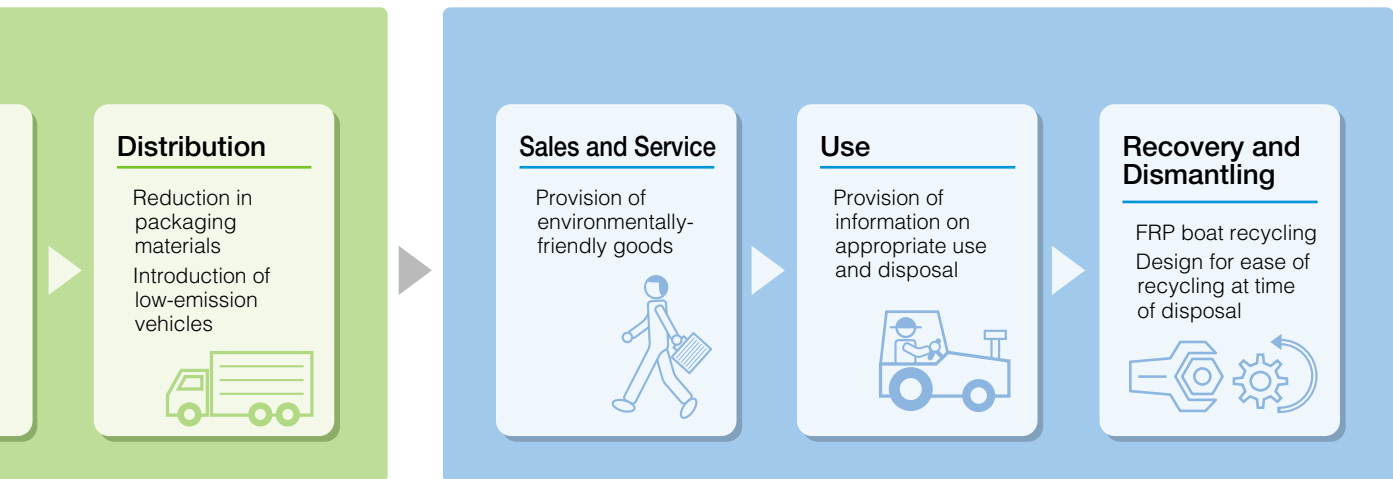 Distribution
Reduction in
packaging
materials
Introduction of
low-emission
vehicles
Sales and Service
Provision of
environmentally-
friendly goods
Use
Provision of
information on
appropriate use
and disposal
Recovery and
Dismantling
FRP boat recycling
Design for ease of
recycling at time
of disposal